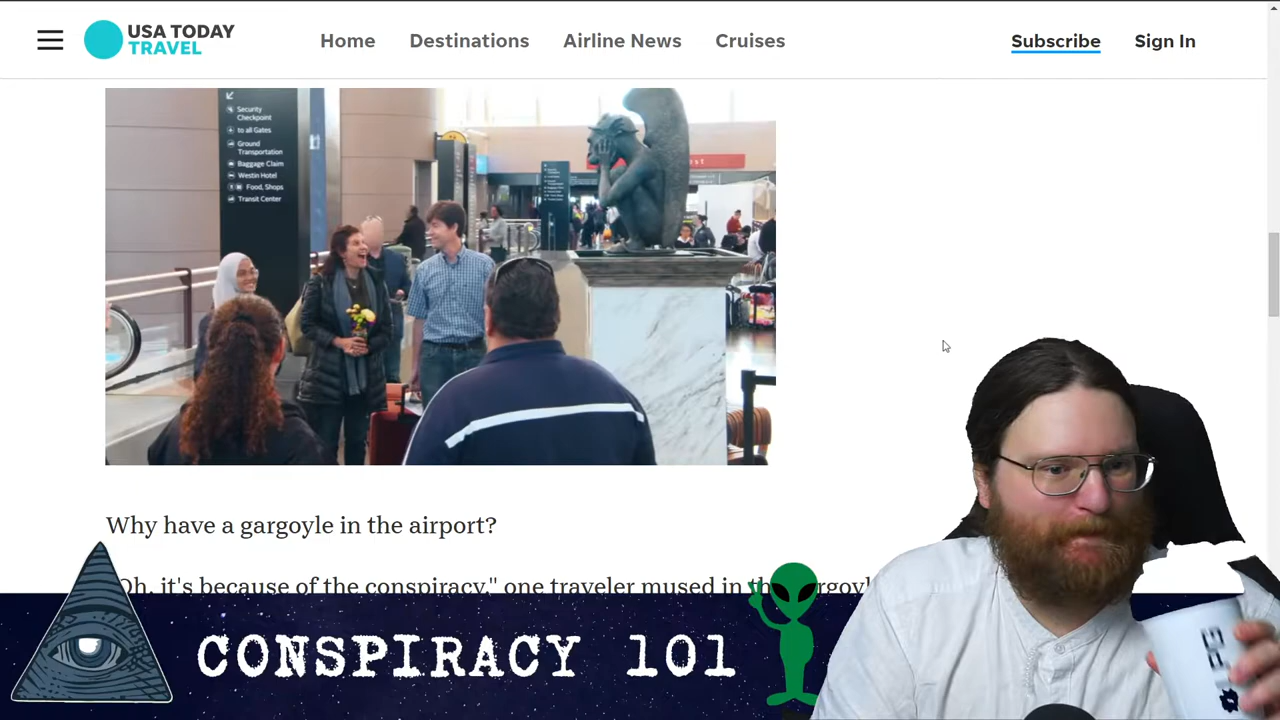 USA TODAY
TRAVEL
Home
Destinations
Airline News
Cruises
Subscribe
Sign In
Security
Checkpoint
to all Gates
Ground
Transportation
Baggage Claim
Westin Hotel
Food, Shops
Transit Center
Why have a gargoyle in the airport?
Oh, it's because of the conspiracy," one traveler mused in the
CONSPIRACY 101